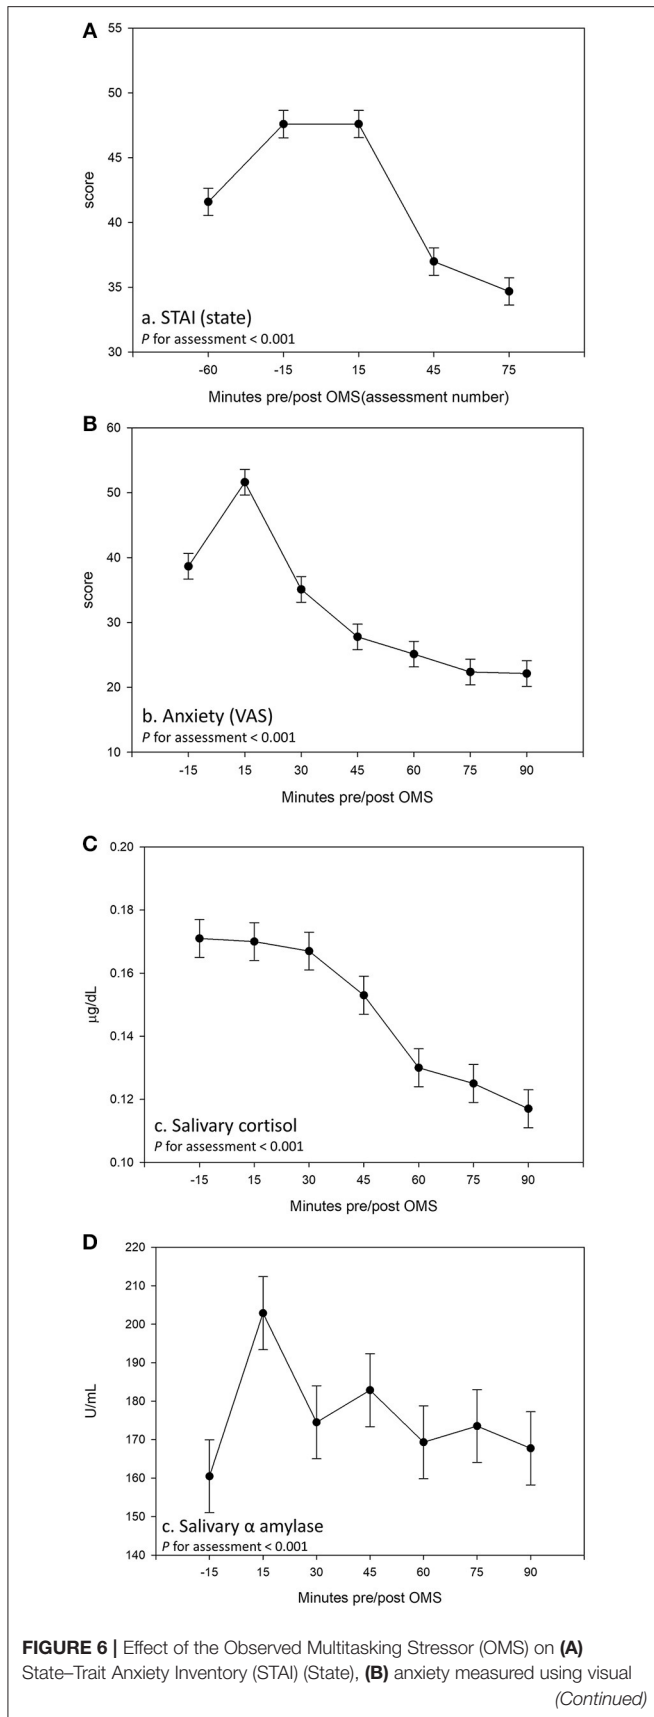 A
55
50
45
40
35
30
score
a. STAI (state)
P for assessment < 0.001
-60 -15 15 45 75
Minutes pre/post OMS(assessment number)
B
60
50
40
30
20
10
score
b. Anxiety (VAS)
P for assessment < 0.001
-15 15 30 45 60 75 90
Minutes pre/post OMS
C
0.20
0.18
0.16
0.14
0.12
0.10
µg/dL
c. Salivary cortisol
P for assessment < 0.001
-15 15 30 45 60 75 90
Minutes pre/post OMS
D
220
210
200
190
180
170
160
150
140
U/mL
c. Salivary α amylase
P for assessment < 0.001
-15 15 30 45 60 75 90
Minutes pre/post OMS
FIGURE 6 | Effect of the Observed Multitasking Stressor (OMS) on (A)
State–Trait Anxiety Inventory (STAI) (State), (B) anxiety measured using visual
(Continued)